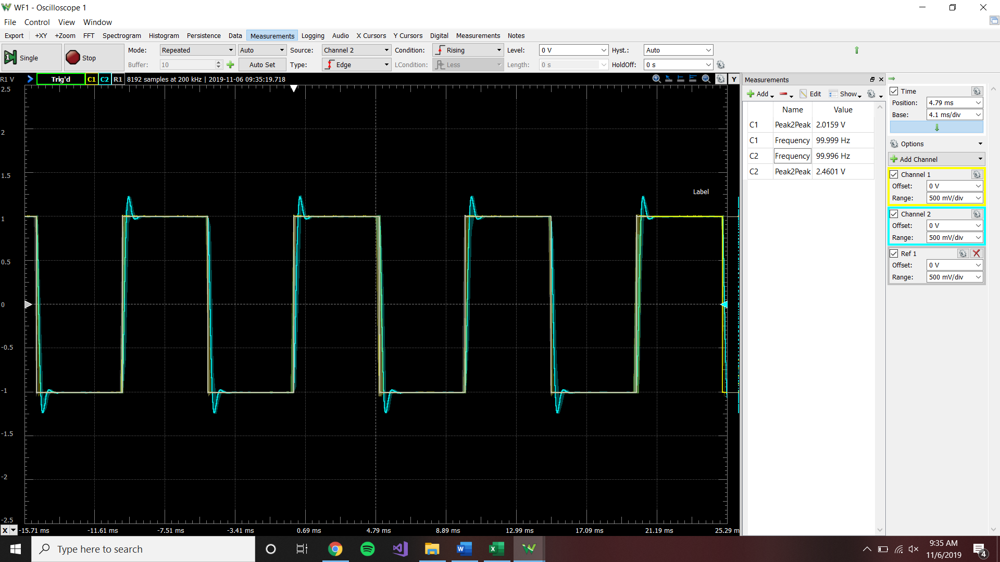 WF1 - Oscilloscope 1
File Control View Window
Export +XY +Zoom FFT Spectrogram Histogram Persistence Data Measurements Logging Audio X Cursors Y Cursors Digital Measurements Notes
Single Stop Mode: Repeated Auto Source: Channel 2 Condition: Rising Level: 0 V Hyst.: Auto
Buffer: 10 Auto Set Type: Edge LCondition: Less Length: 0 s HoldOff: 0 s
R1 V Trig'd C1 C2 R1 8192 samples at 200 kHz | 2019-11-06 09:35:19.718 Y
2.5
2
1.5
1
0.5
0
-0.5
-1
-1.5
-2
-2.5
Label
X -15.71 ms -11.61 ms -7.51 ms -3.41 ms 0.69 ms 4.79 ms 8.89 ms 12.99 ms 17.09 ms 21.19 ms 25.29 m
Measurements
Add Edit Show
Name Value
C1 Peak2Peak 2.0159 V
C1 Frequency 99.999 Hz
C2 Frequency 99.996 Hz
C2 Peak2Peak 2.4601 V
Time
Position: 4.79 ms
Base: 4.1 ms/div
Options
Add Channel
Channel 1
Offset: 0 V
Range: 500 mV/div
Channel 2
Offset: 0 V
Range: 500 mV/div
Ref 1
Offset: 0 V
Range: 500 mV/div
Type here to search
9:35 AM
11/6/2019
4